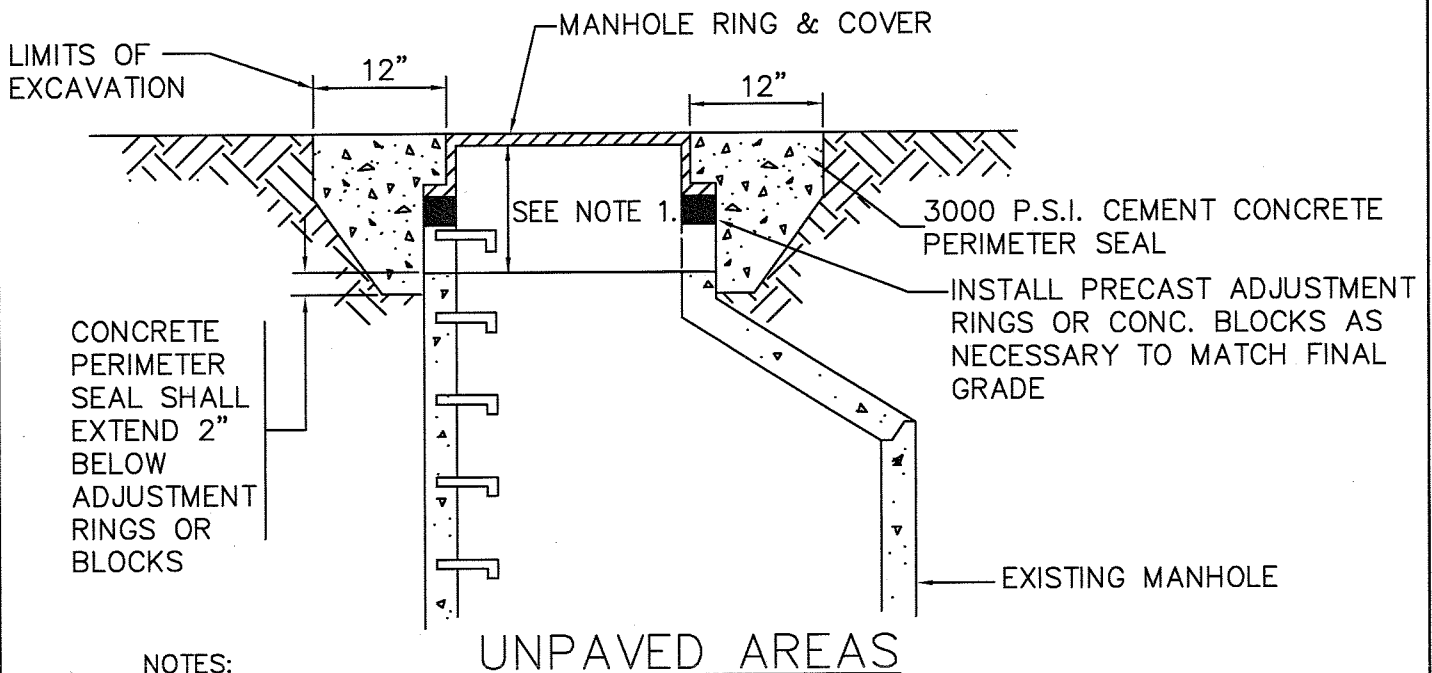 MANHOLE RING & COVER
LIMITS OF
EXCAVATION
12"
12"
SEE NOTE 1.
3000 P.S.I. CEMENT CONCRETE
PERIMETER SEAL
INSTALL PRECAST ADJUSTMENT
RINGS OR CONC. BLOCKS AS
NECESSARY TO MATCH FINAL
GRADE
CONCRETE
PERIMETER
SEAL SHALL
EXTEND 2"
BELOW
ADJUSTMENT
RINGS OR
BLOCKS
EXISTING MANHOLE
UNPAVED AREAS
NOTES: